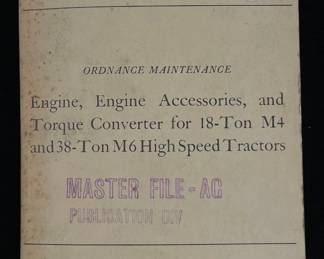 ORDNANCE MAINTENANCE
Engine, Engine Accessories, and
Torque Converter for 18-Ton M4
and 38-Ton M6 High Speed Tractors
MASTER FILE-AG
PUBLICATION DIV